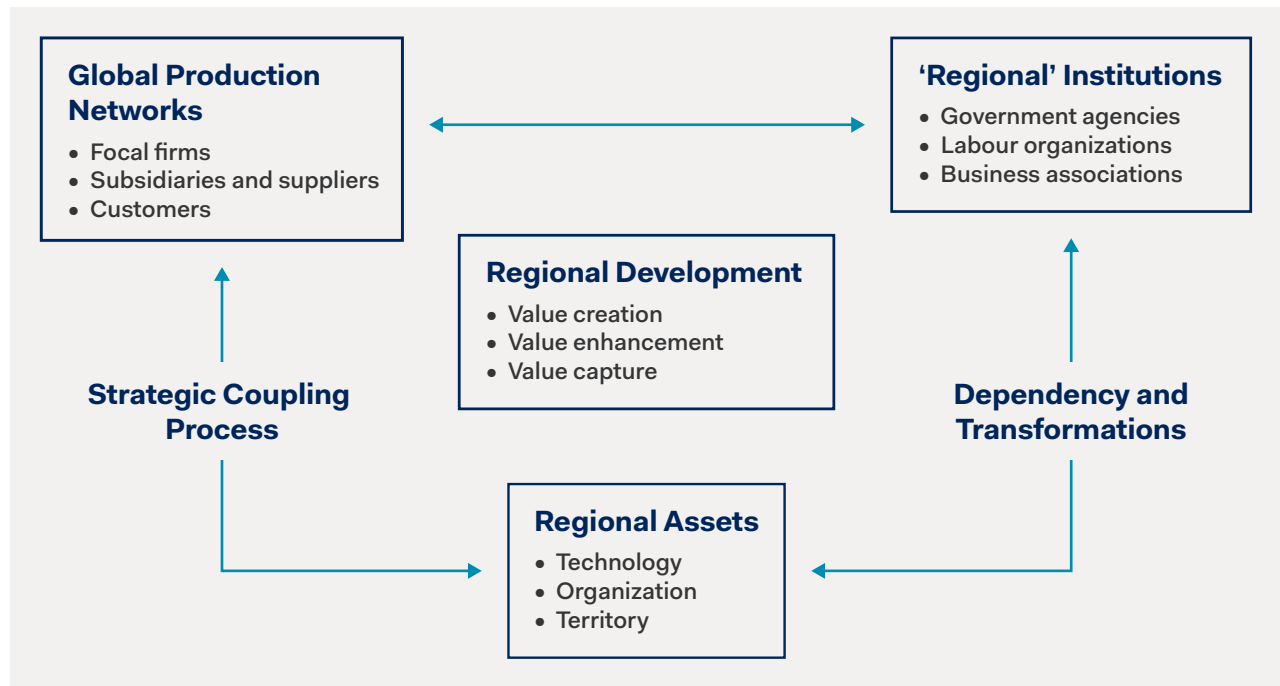 Global Production
Networks
• Focal firms
• Subsidiaries and suppliers
• Customers
‘Regional’ Institutions
• Government agencies
• Labour organizations
• Business associations
Regional Development
• Value creation
• Value enhancement
• Value capture
Strategic Coupling
Process
Dependency and
Transformations
Regional Assets
• Technology
• Organization
• Territory